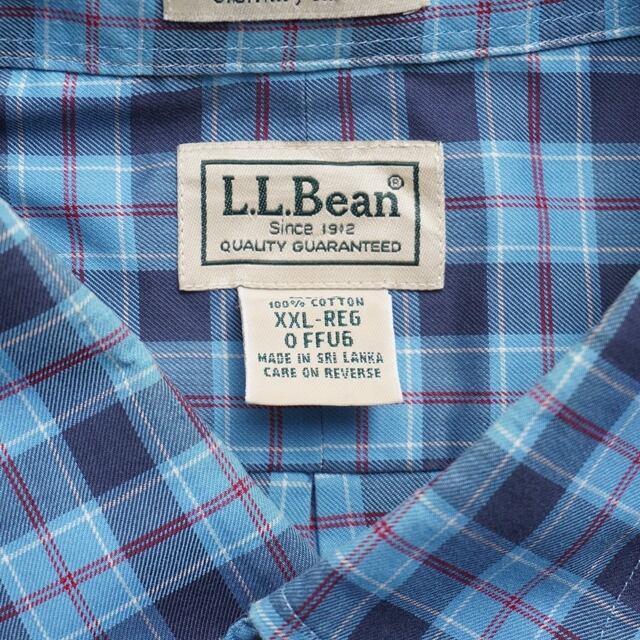 L.L.Bean®
Since 1912
QUALITY GUARANTEED
100% COTTON
XXL-REG
0 FFU6
MADE IN SRI LANKA
CARE ON REVERSE